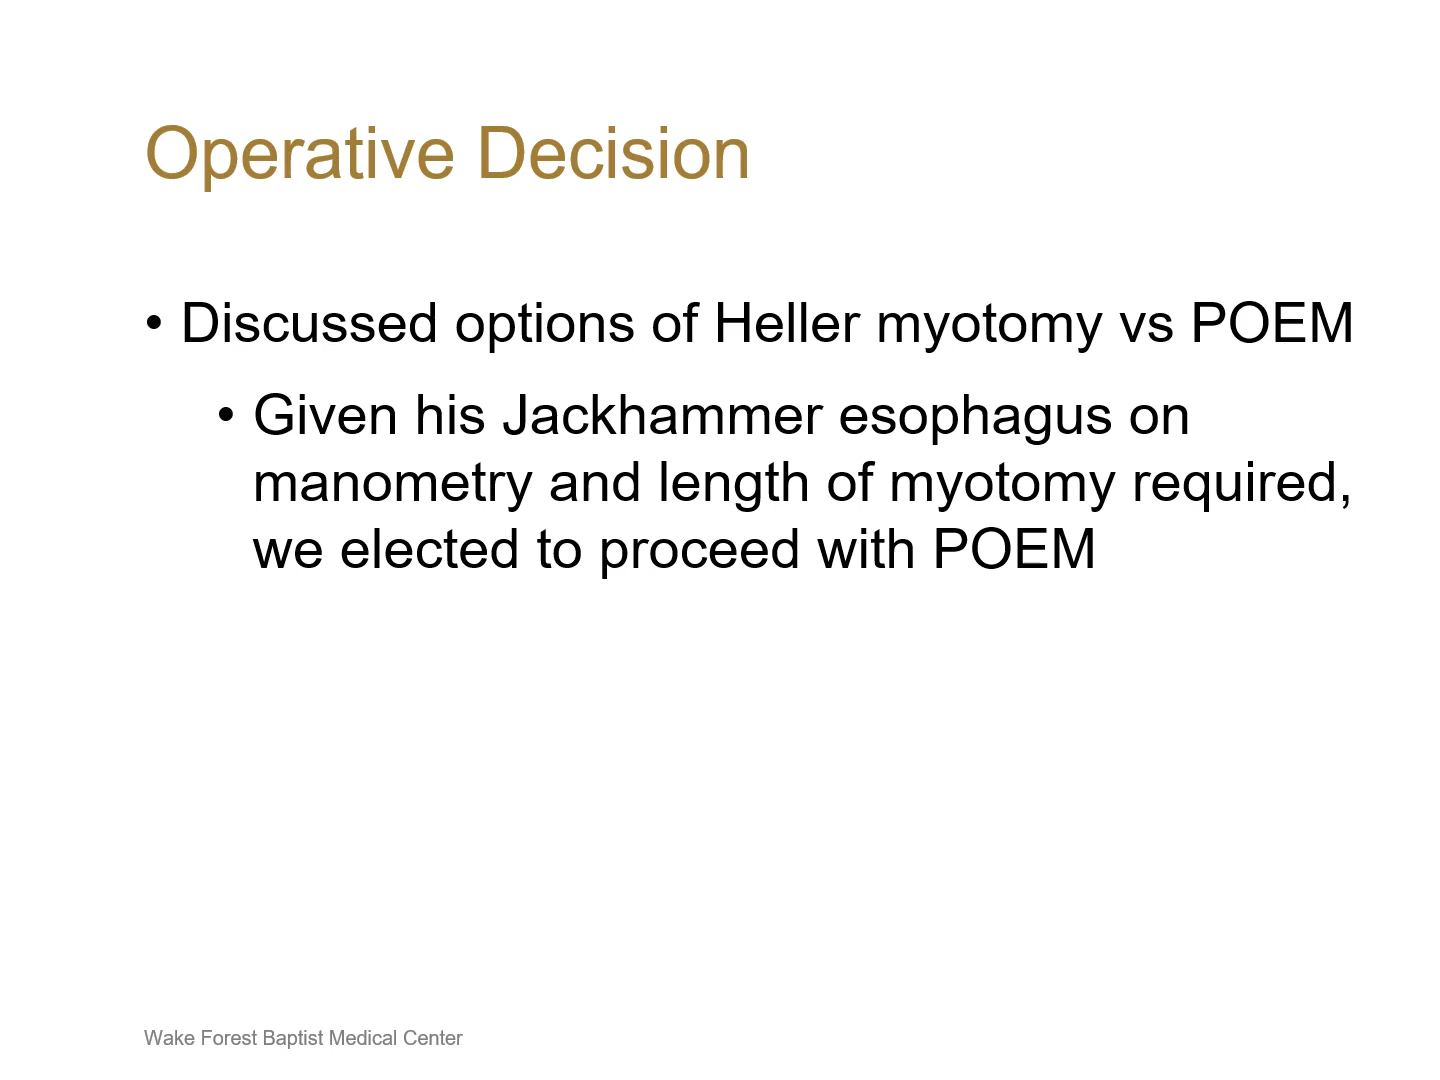 Operative Decision
• Discussed options of Heller myotomy vs POEM
• Given his Jackhammer esophagus on
manometry and length of myotomy required,
we elected to proceed with POEM
Wake Forest Baptist Medical Center